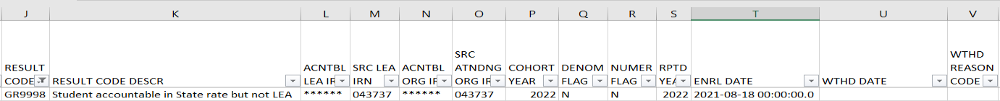 J K L M N O P Q R S T U V
SRC WTHD
RESULT ACNTBL SRC LEA ACNTBL ATNDNG COHORT DENOM NUMER RPTD REASON
CODE RESULT CODE DESCR LEA IR IRN ORG IF ORG IF YEAR FLAG FLAG YEA ENRL DATE WTHD DATE CODE
GR9998 Student accountable in State rate but not LEA ****** 043737 ****** 043737 2022 N N 2022 2021-08-18 00:00:00.0